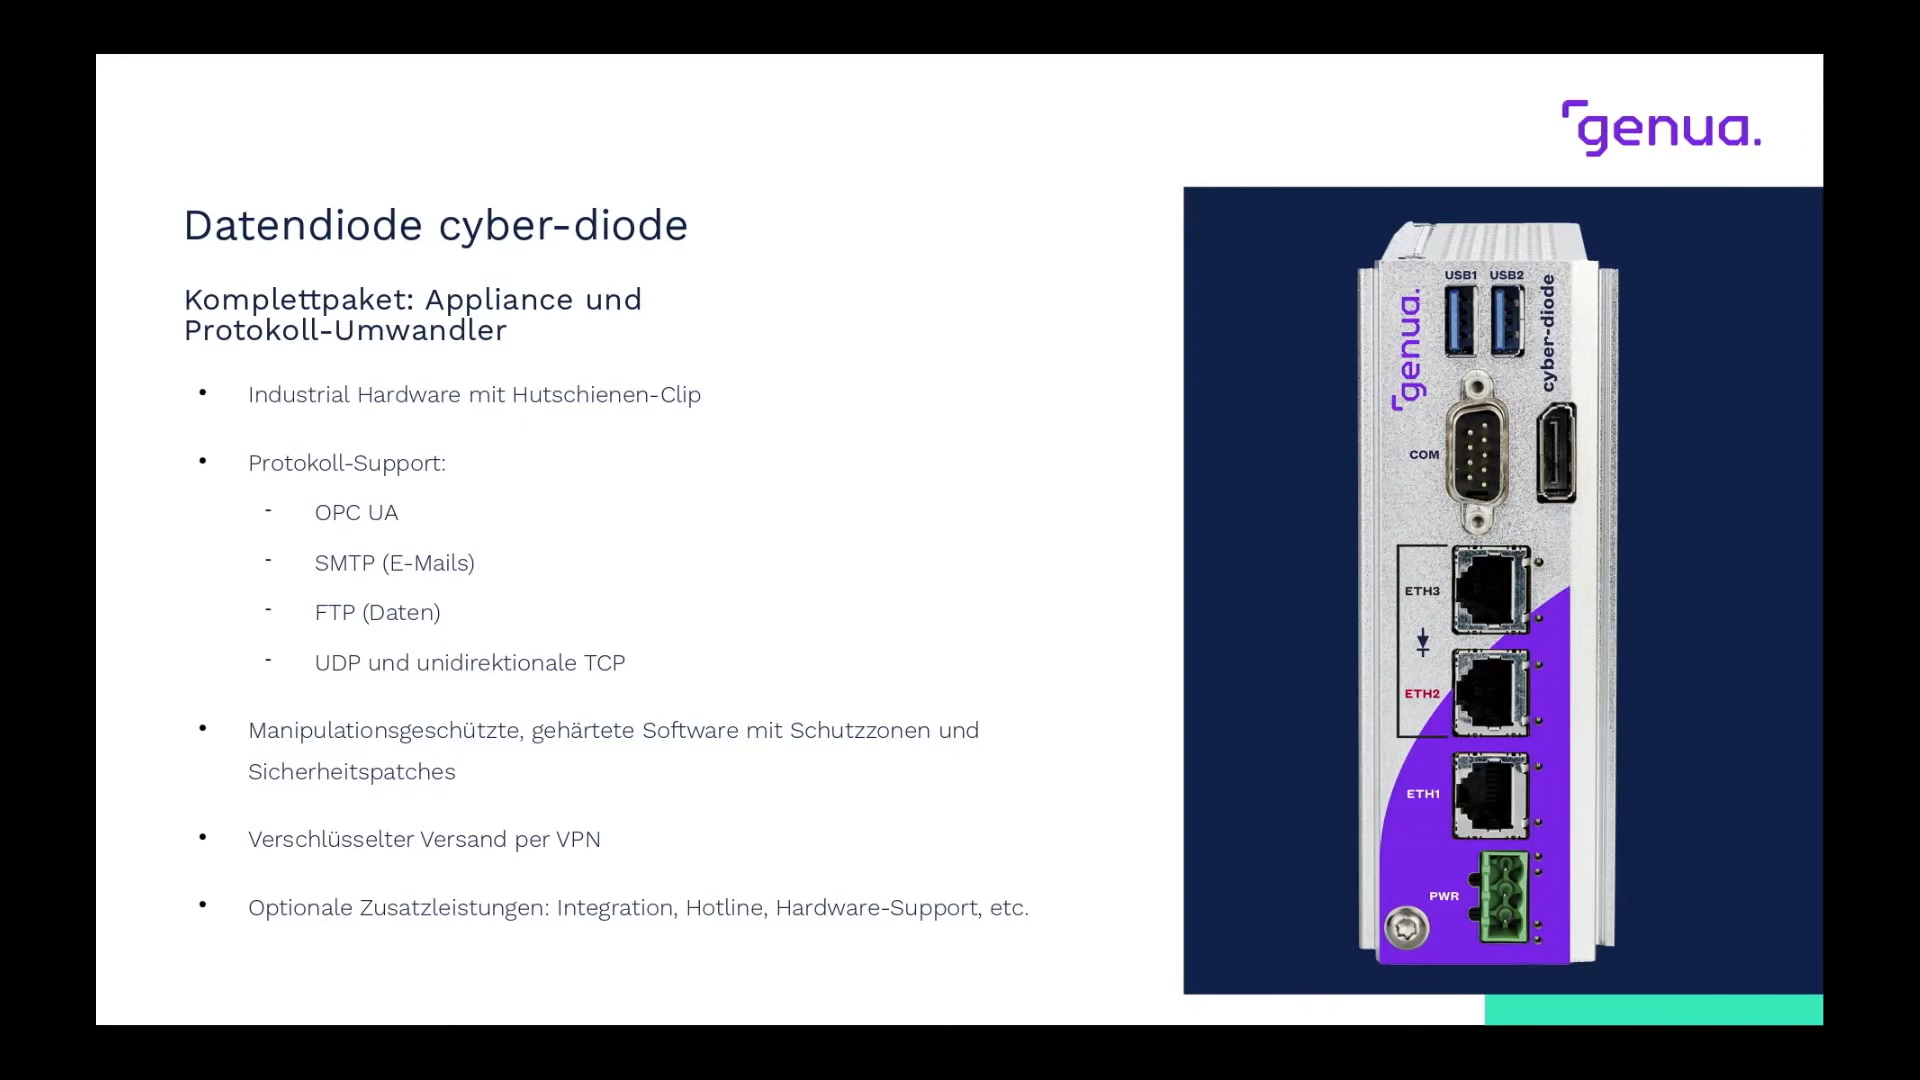 genua.
Datendiode cyber-diode
Komplettpaket: Appliance und
Protokoll-Umwandler
• Industrial Hardware mit Hutschienen-Clip
• Protokoll-Support:
- OPC UA
- SMTP (E-Mails)
- FTP (Daten)
- UDP und unidirektionale TCP
• Manipulationsgeschützte, gehärtete Software mit Schutzzonen und
Sicherheitspatches
• Verschlüsselter Versand per VPN
• Optionale Zusatzleistungen: Integration, Hotline, Hardware-Support, etc.
USB1 USB2
genua.
cyber-diode
COM
ETH3
ETH2
ETH1
PWR